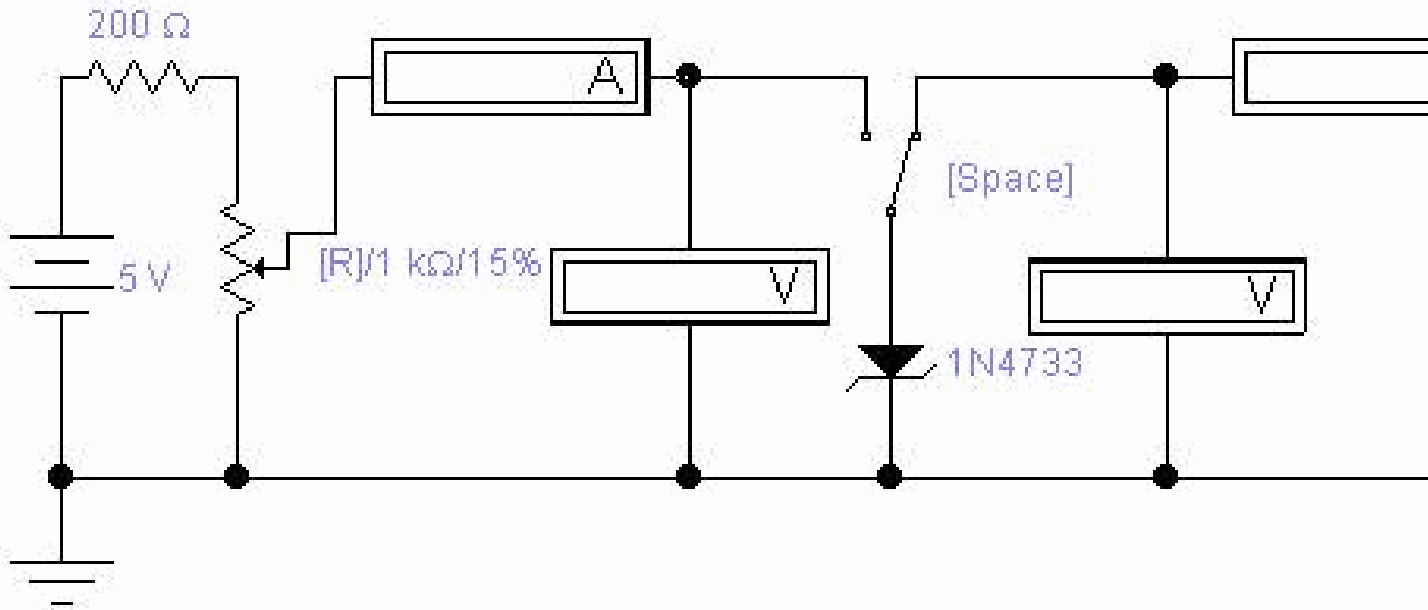 200 Ω
A
[Space]
5 V
[R]/1 kΩ/15%
V
V
1N4733